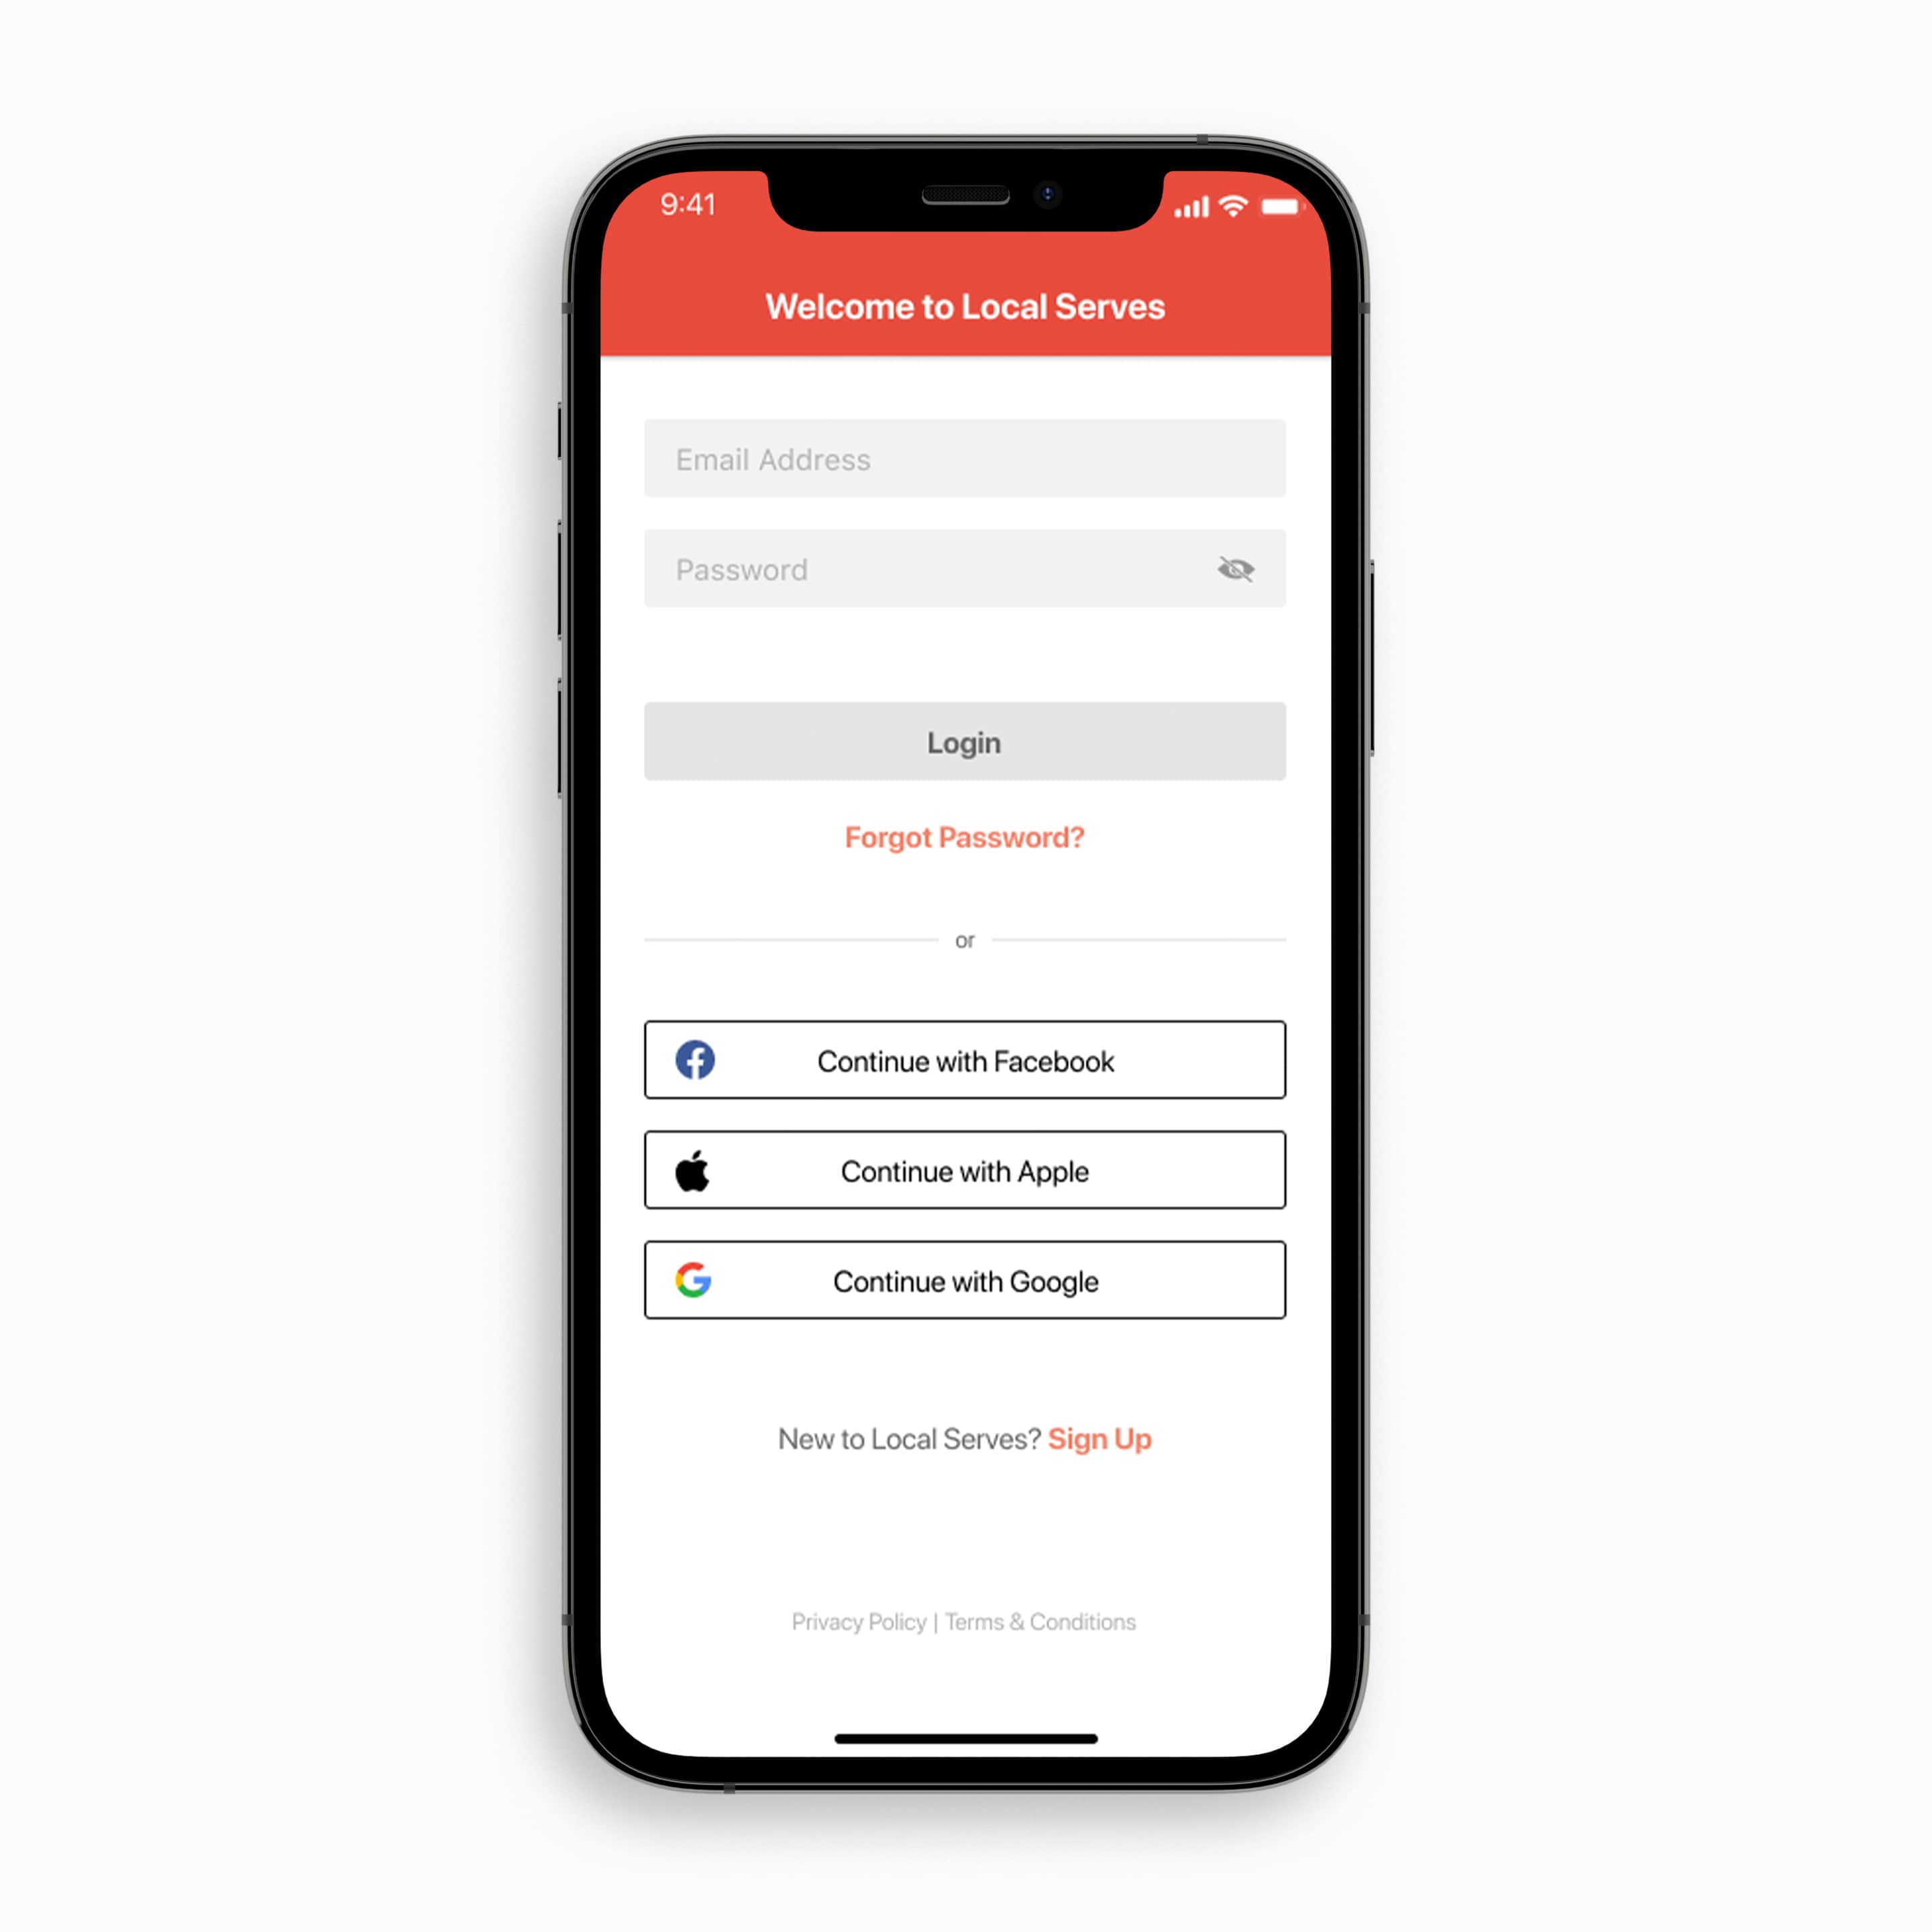 9:41
Welcome to Local Serves
Email Address
Password
Login
Forgot Password?
or
Continue with Facebook
Continue with Apple
Continue with Google
New to Local Serves? Sign Up
Privacy Policy | Terms & Conditions